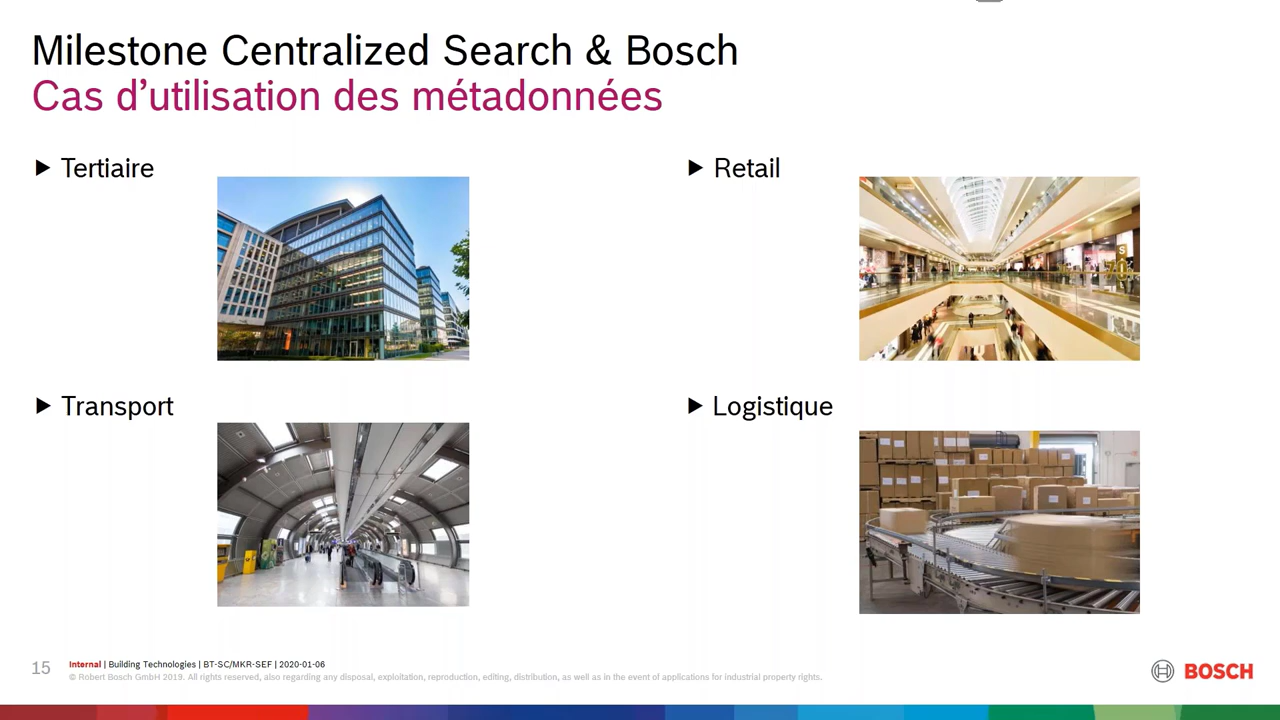 Milestone Centralized Search & Bosch
Cas d’utilisation des métadonnées
Tertiaire
Retail
Transport
Logistique
15
Internal | Building Technologies | BT-SC/MKR-SEF | 2020-01-06
© Robert Bosch GmbH 2019. All rights reserved, also regarding any disposal, exploitation, reproduction, editing, distribution, as well as in the event of applications for industrial property rights.
BOSCH